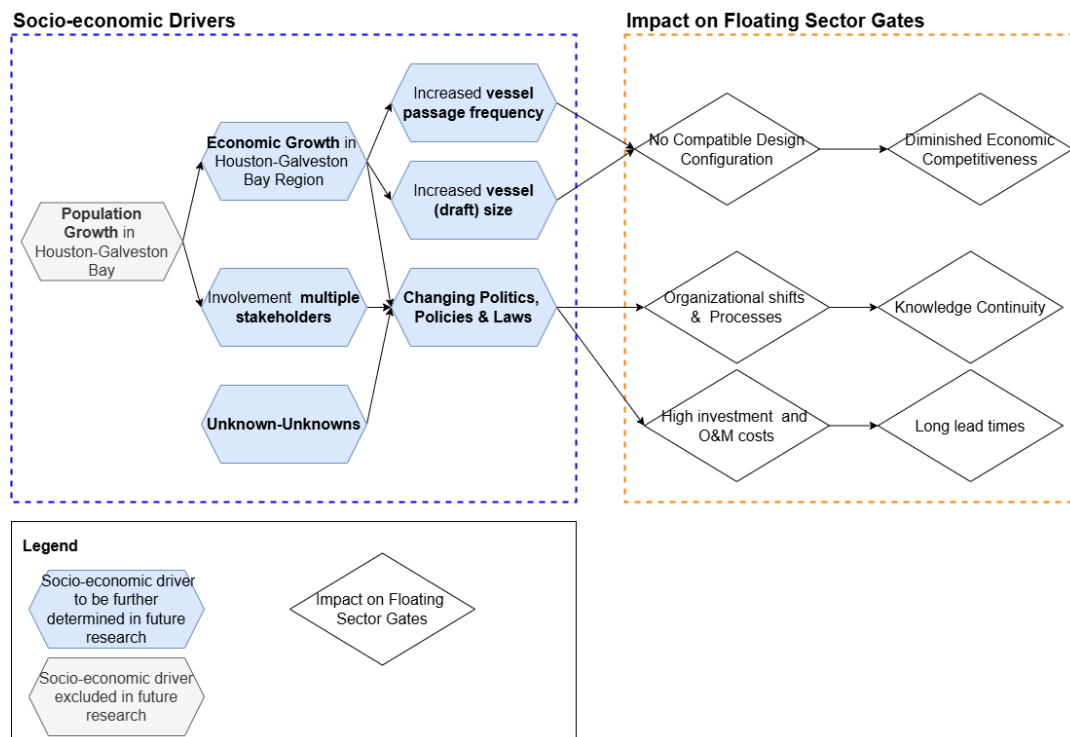 Socio-economic Drivers
Impact on Floating Sector Gates
Increased vessel
passage frequency
Economic Growth in
Houston-Galveston
Bay Region
No Compatible Design
Configuration
Diminished Economic
Competitiveness
Increased vessel
(draft) size
Population
Growth in
Houston-Galveston
Bay
Involvement multiple
stakeholders
Changing Politics,
Policies & Laws
Organizational shifts
& Processes
Knowledge Continuity
Unknown-Unknowns
High investment and
O&M costs
Long lead times
Legend
Socio-economic driver
to be further
determined in future
research
Impact on Floating
Sector Gates
Socio-economic driver
excluded in future
research